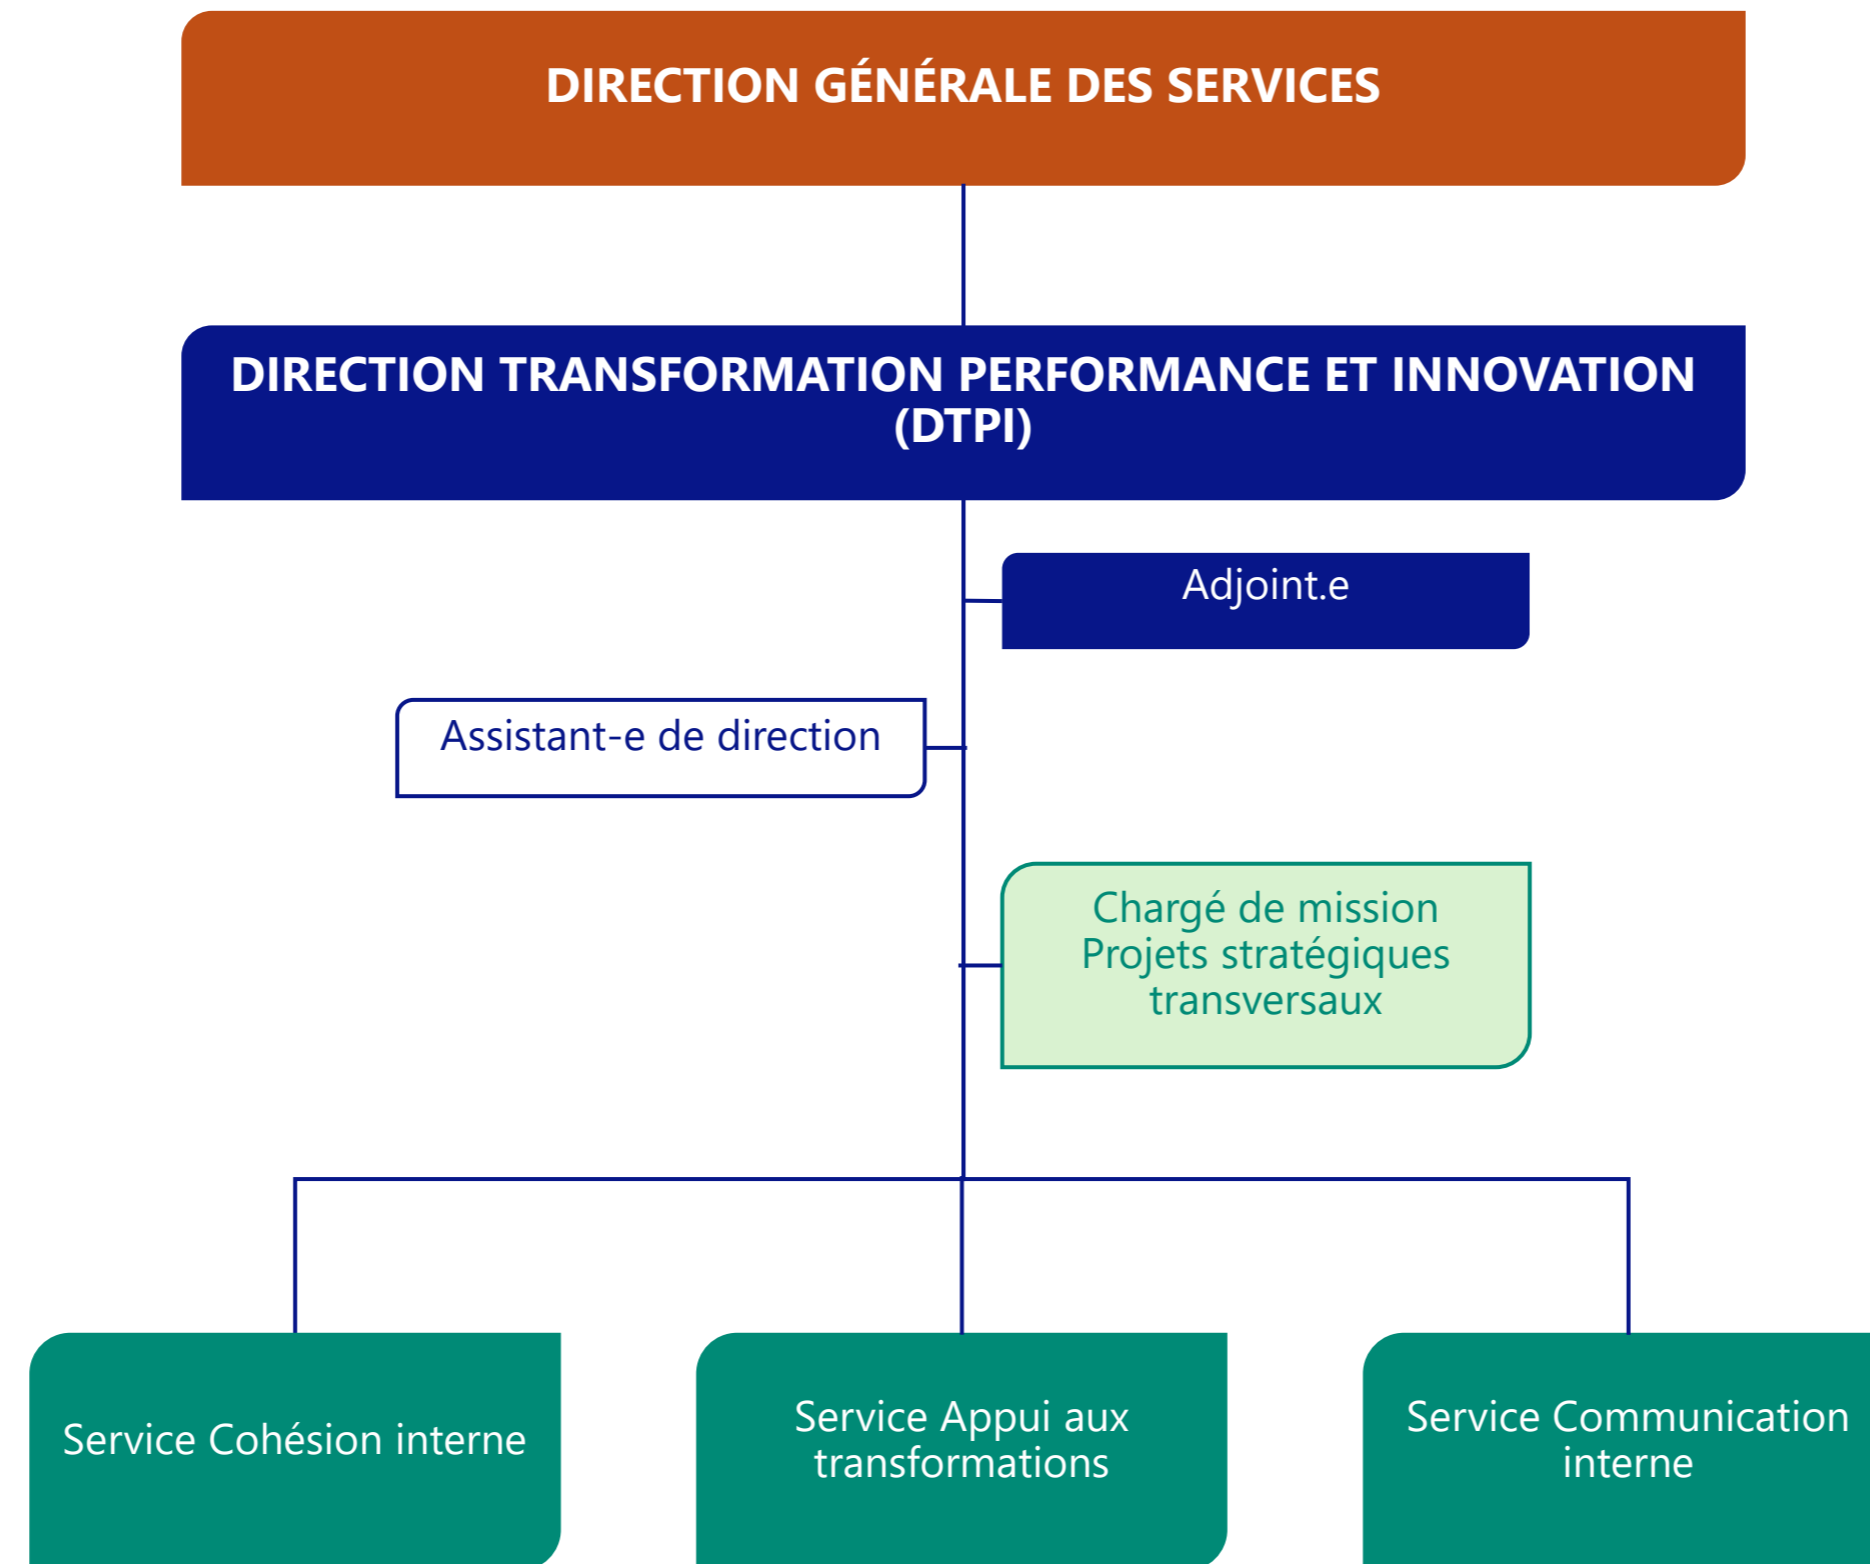 DIRECTION GÉNÉRALE DES SERVICES
DIRECTION TRANSFORMATION PERFORMANCE ET INNOVATION
(DTPI)
Adjoint.e
Assistant-e de direction
Chargé de mission
Projets stratégiques
transversaux
Service Cohésion interne
Service Appui aux
transformations
Service Communication
interne